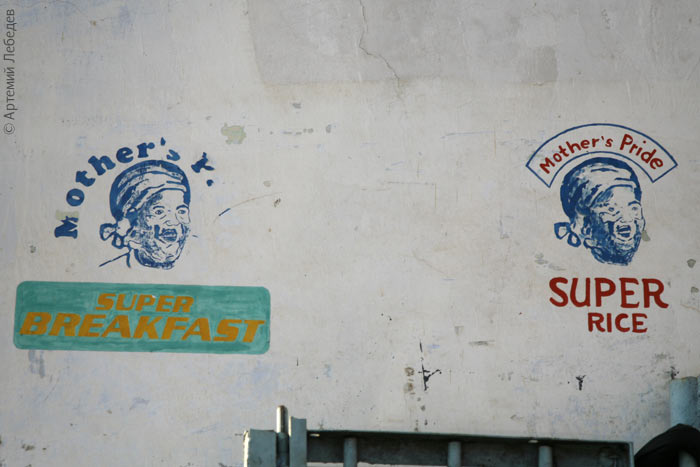 © Артемий Лебедев
Mother's Y.
SUPER
BREAKFAST
Mother's Pride
SUPER
RICE